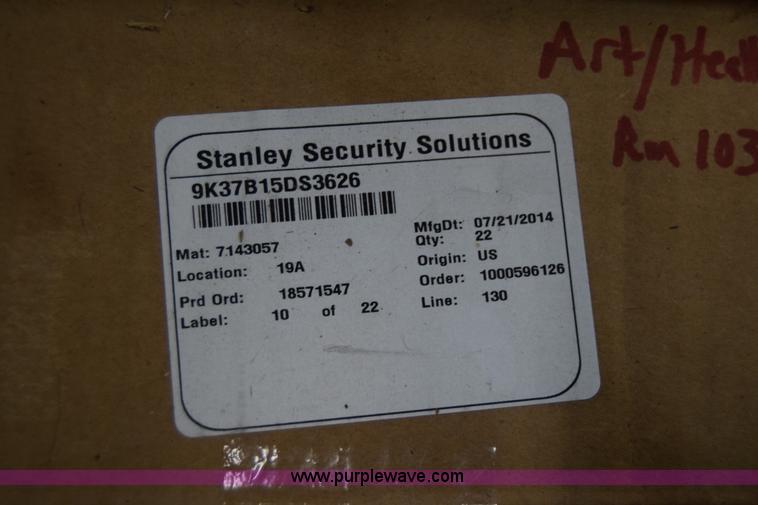 Art/
Rm 103
Stanley Security Solutions
9K37B15DS3626
Mat: 7143057
Location: 19A
Prd Ord: 18571547
Label: 10 of 22
MfgDt: 07/21/2014
Qty: 22
Origin: US
Order: 1000596126
Line: 130
www.purplewave.com